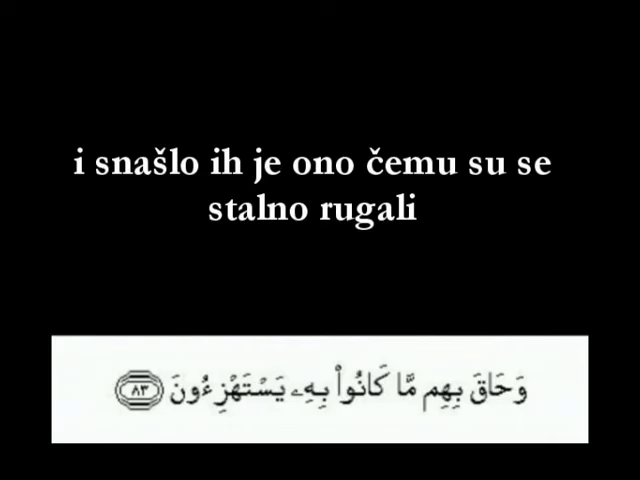 i snašlo ih je ono čemu su se
stalno rugali
وَحَاقَ بِهِم مَّا كَانُوا۟ بِهِۦ يَسْتَهْزِءُونَ ٨٣